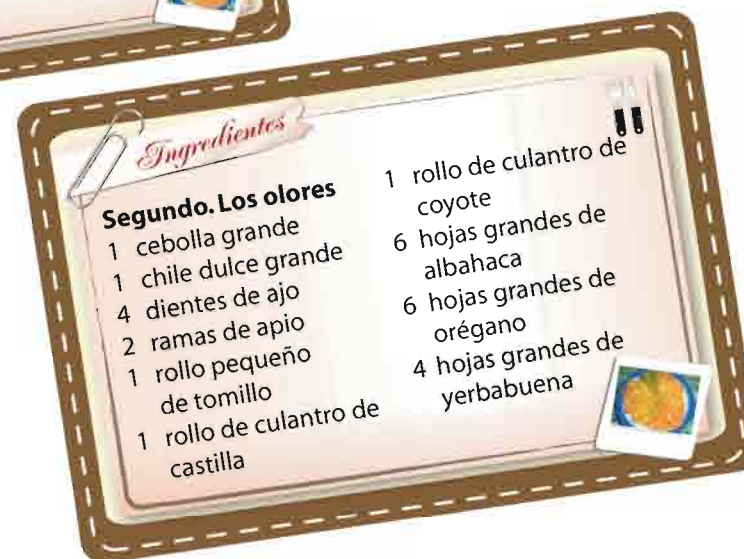 Ingredientes
Segundo. Los olores
1 cebolla grande
1 chile dulce grande
4 dientes de ajo
2 ramas de apio
1 rollo pequeño
de tomillo
1 rollo de culantro de
castilla
1 rollo de culantro de
coyote
6 hojas grandes de
albahaca
6 hojas grandes de
orégano
4 hojas grandes de
yerbabuena